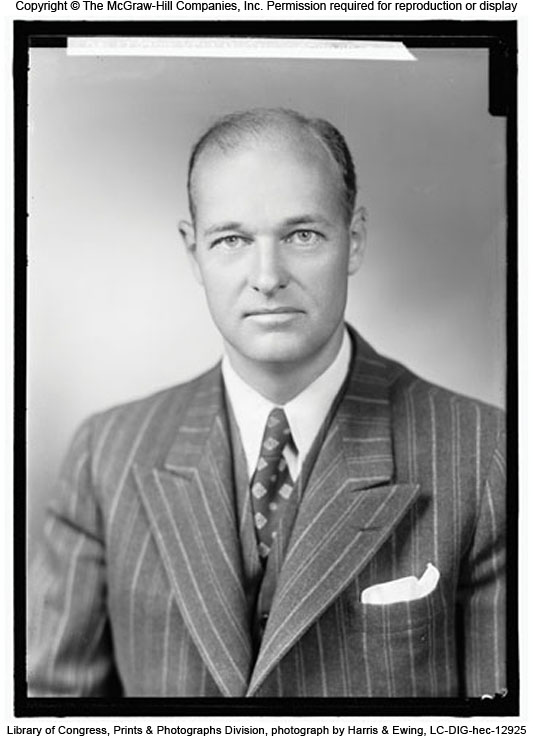 Copyright © The McGraw-Hill Companies, Inc. Permission required for reproduction or display
Library of Congress, Prints & Photographs Division, photograph by Harris & Ewing, LC-DIG-hec-12925